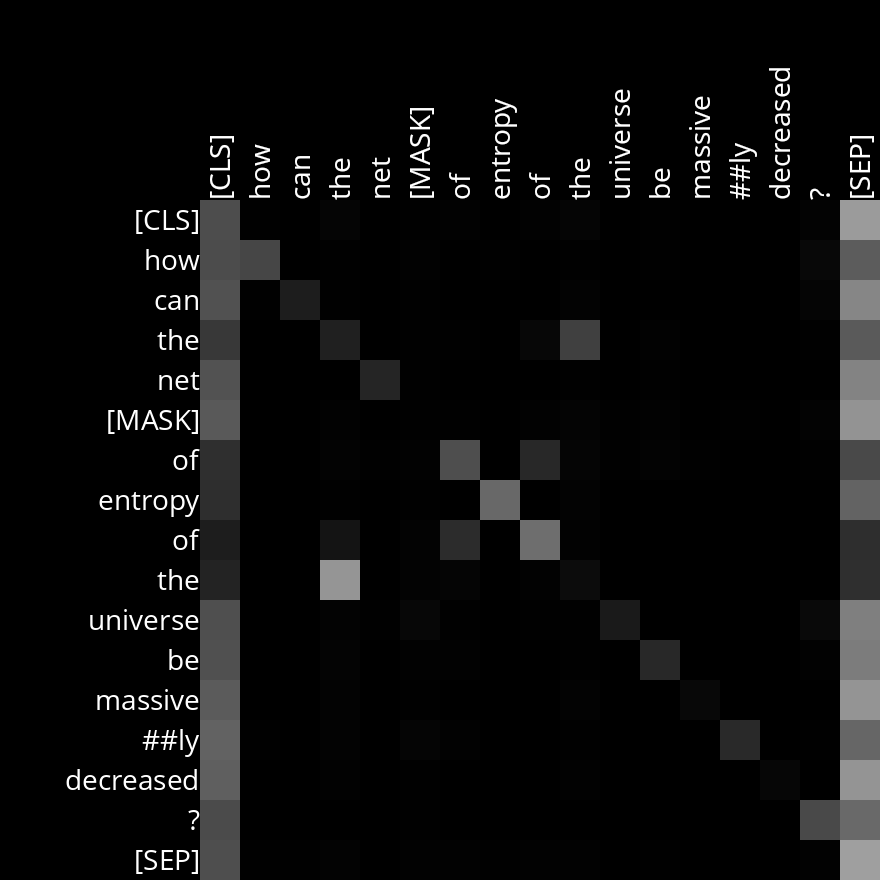 [CLS] how can the net [MASK] of entropy of the universe be massive ##ly decreased ? [SEP]
[CLS]
how
can
the
net
[MASK]
of
entropy
of
the
universe
be
massive
##ly
decreased
?
[SEP]